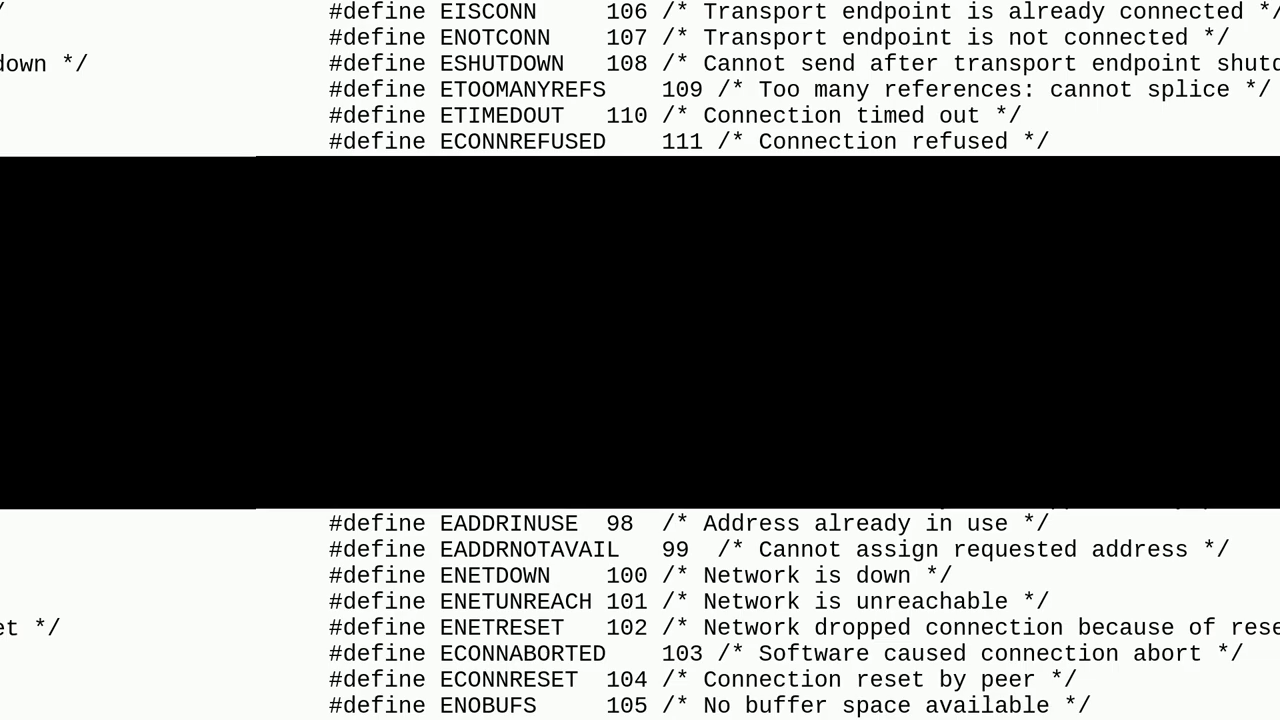 / #define EISCONN 106 /* Transport endpoint is already connected */
#define ENOTCONN 107 /* Transport endpoint is not connected */
down */ #define ESHUTDOWN 108 /* Cannot send after transport endpoint shutd
#define ETOOMANYREFS 109 /* Too many references: cannot splice */
#define ETIMEDOUT 110 /* Connection timed out */
#define ECONNREFUSED 111 /* Connection refused */
#define EADDRINUSE 98 /* Address already in use */
#define EADDRNOTAVAIL 99 /* Cannot assign requested address */
#define ENETDOWN 100 /* Network is down */
#define ENETUNREACH 101 /* Network is unreachable */
et */ #define ENETRESET 102 /* Network dropped connection because of rese
#define ECONNABORTED 103 /* Software caused connection abort */
#define ECONNRESET 104 /* Connection reset by peer */
#define ENOBUFS 105 /* No buffer space available */